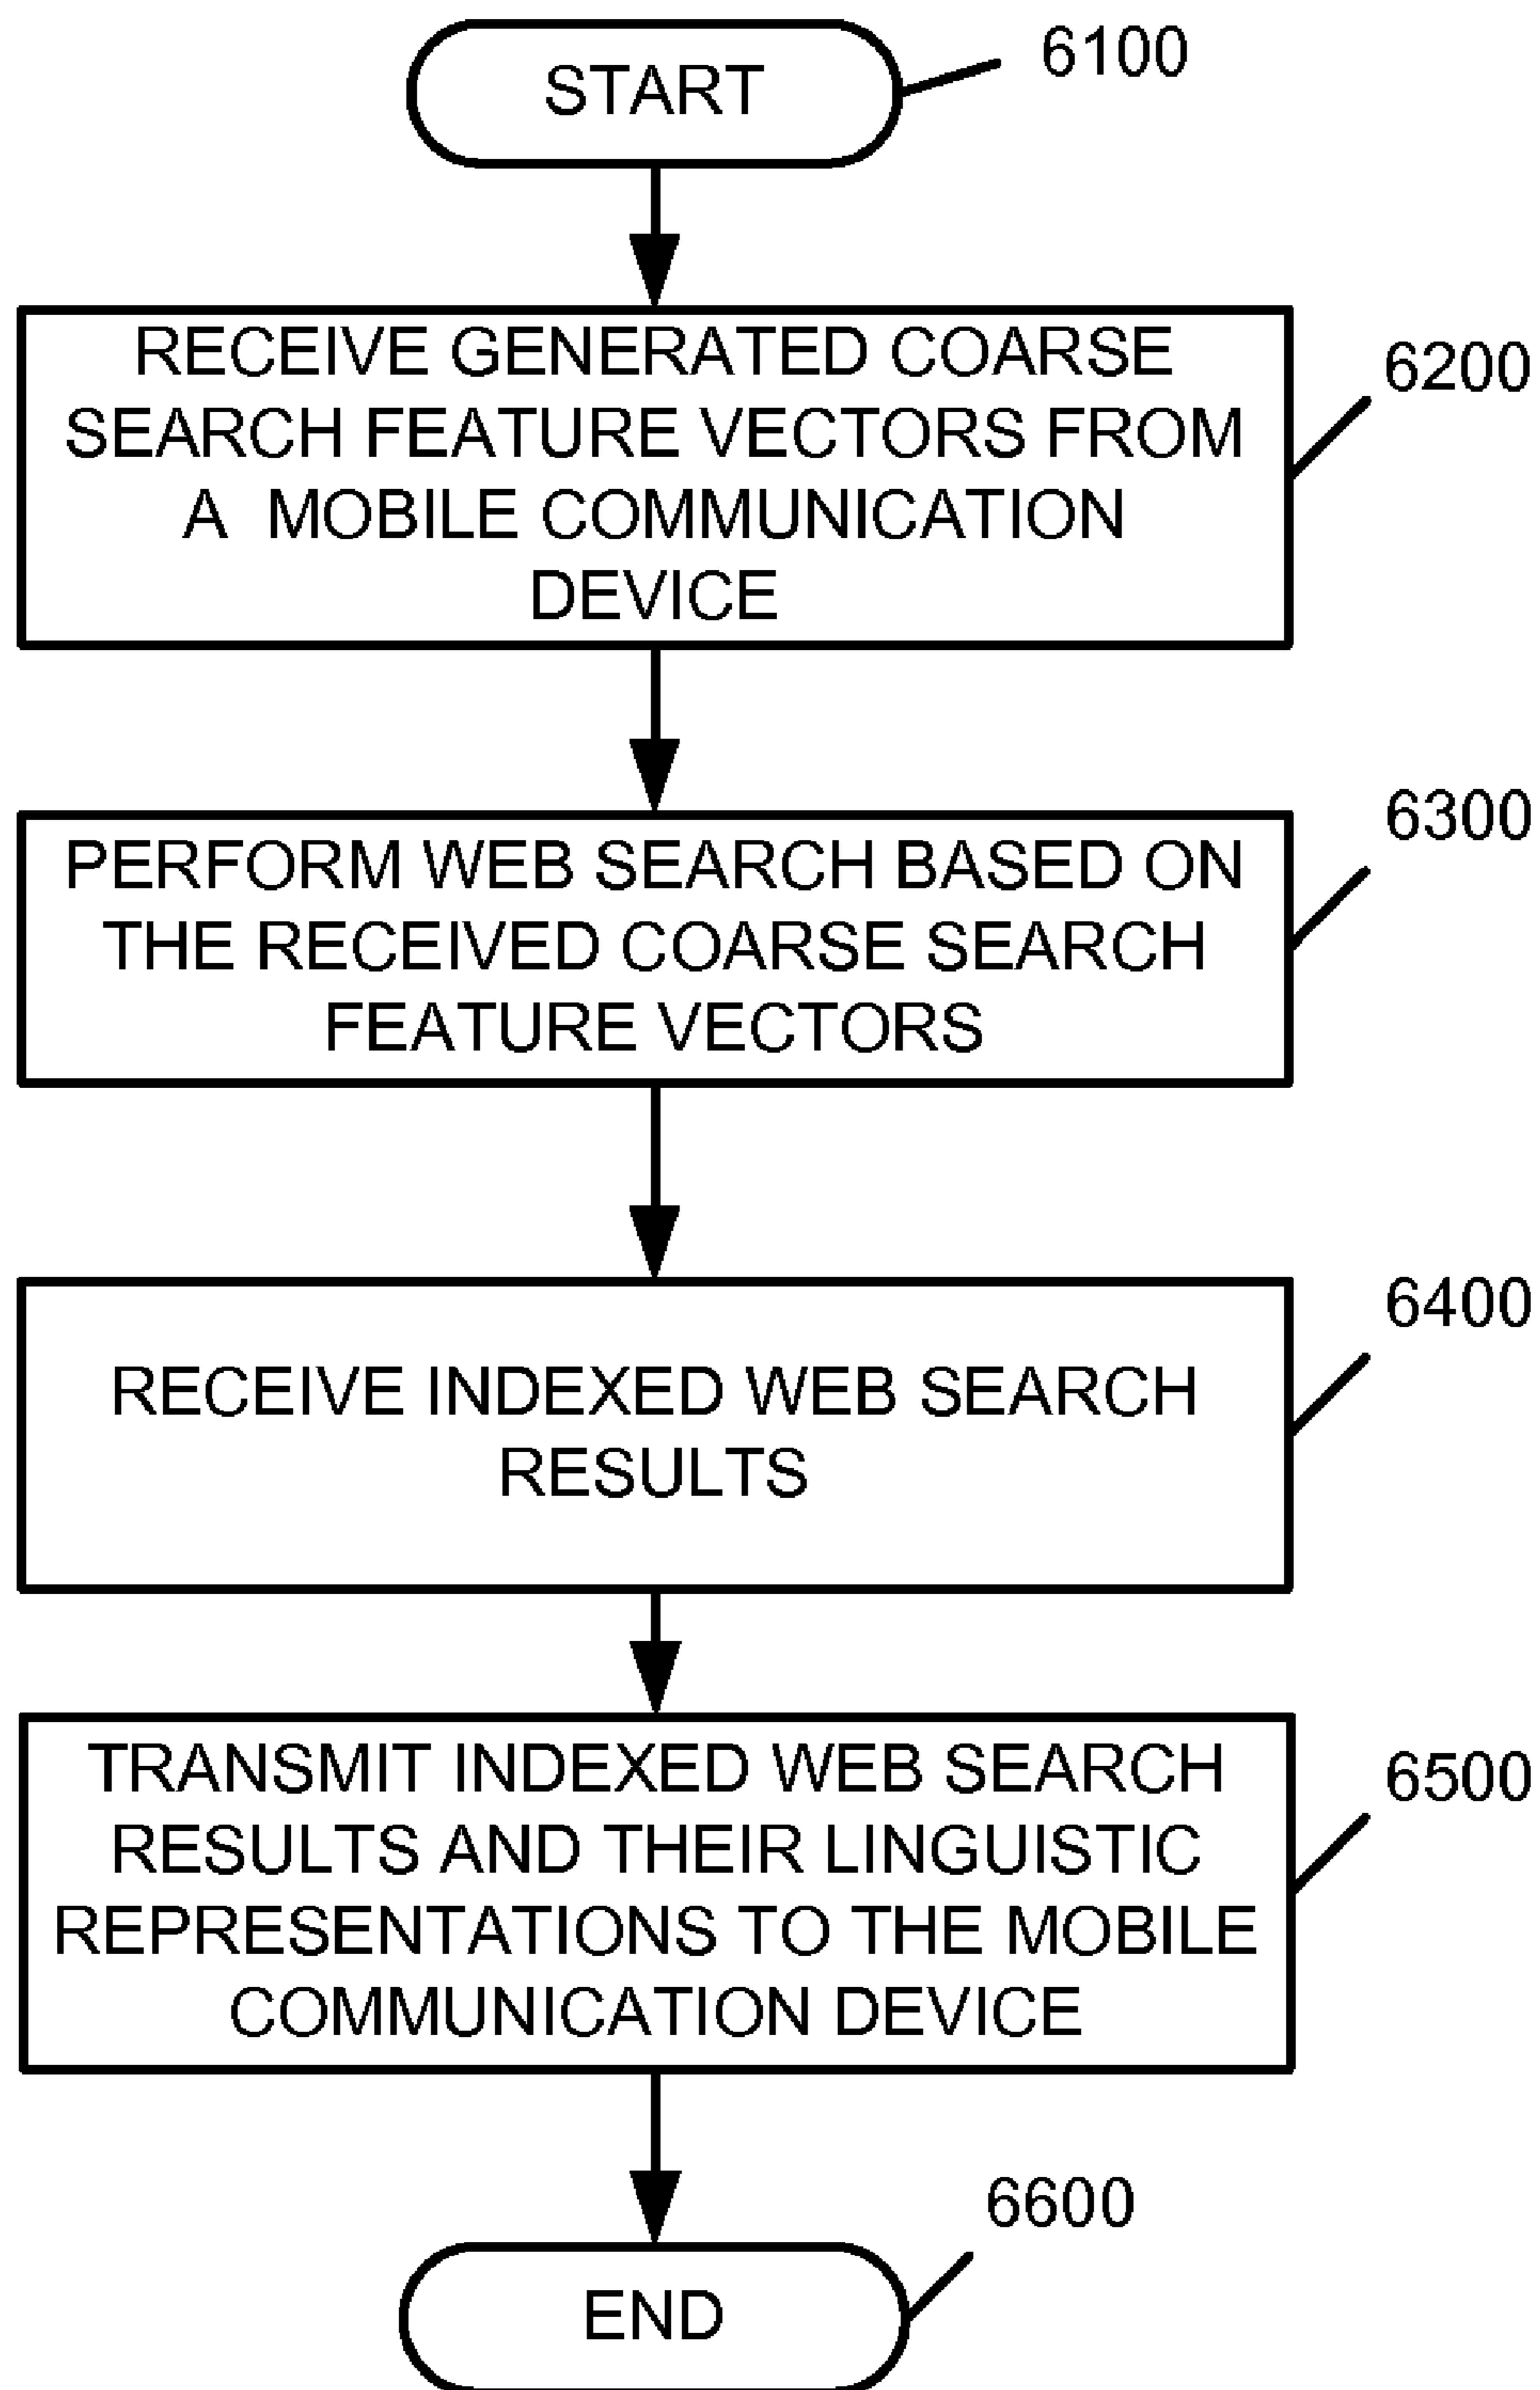 START
6100
RECEIVE GENERATED COARSE
SEARCH FEATURE VECTORS FROM
A MOBILE COMMUNICATION
DEVICE
6200
PERFORM WEB SEARCH BASED ON
THE RECEIVED COARSE SEARCH
FEATURE VECTORS
6300
RECEIVE INDEXED WEB SEARCH
RESULTS
6400
TRANSMIT INDEXED WEB SEARCH
RESULTS AND THEIR LINGUISTIC
REPRESENTATIONS TO THE MOBILE
COMMUNICATION DEVICE
6500
END
6600